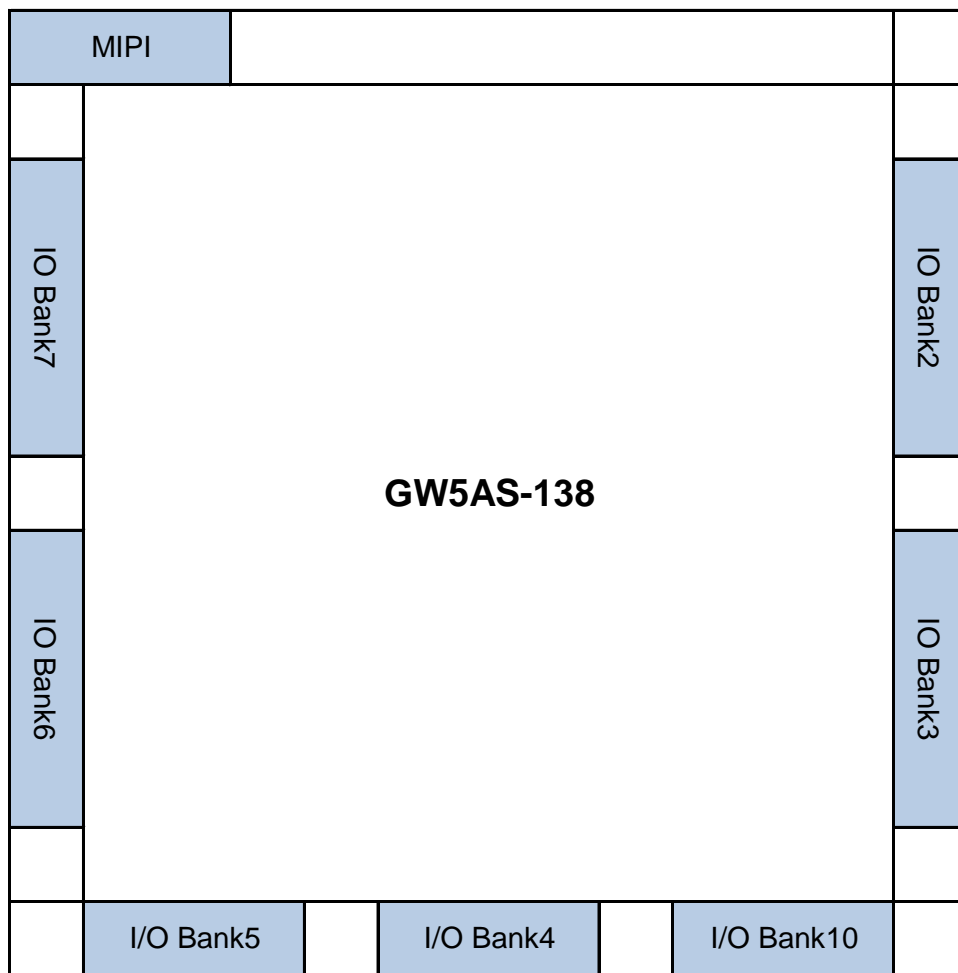 MIPI
IO Bank7
IO Bank2
GW5AS-138
IO Bank6
IO Bank3
I/O Bank5
I/O Bank4
I/O Bank10